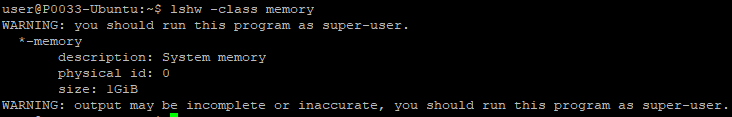 user@P0033-Ubuntu:~$ lshw -class memory
WARNING: you should run this program as super-user.
  *-memory
       description: System memory
       physical id: 0
       size: 1GiB
WARNING: output may be incomplete or inaccurate, you should run this program as super-user.